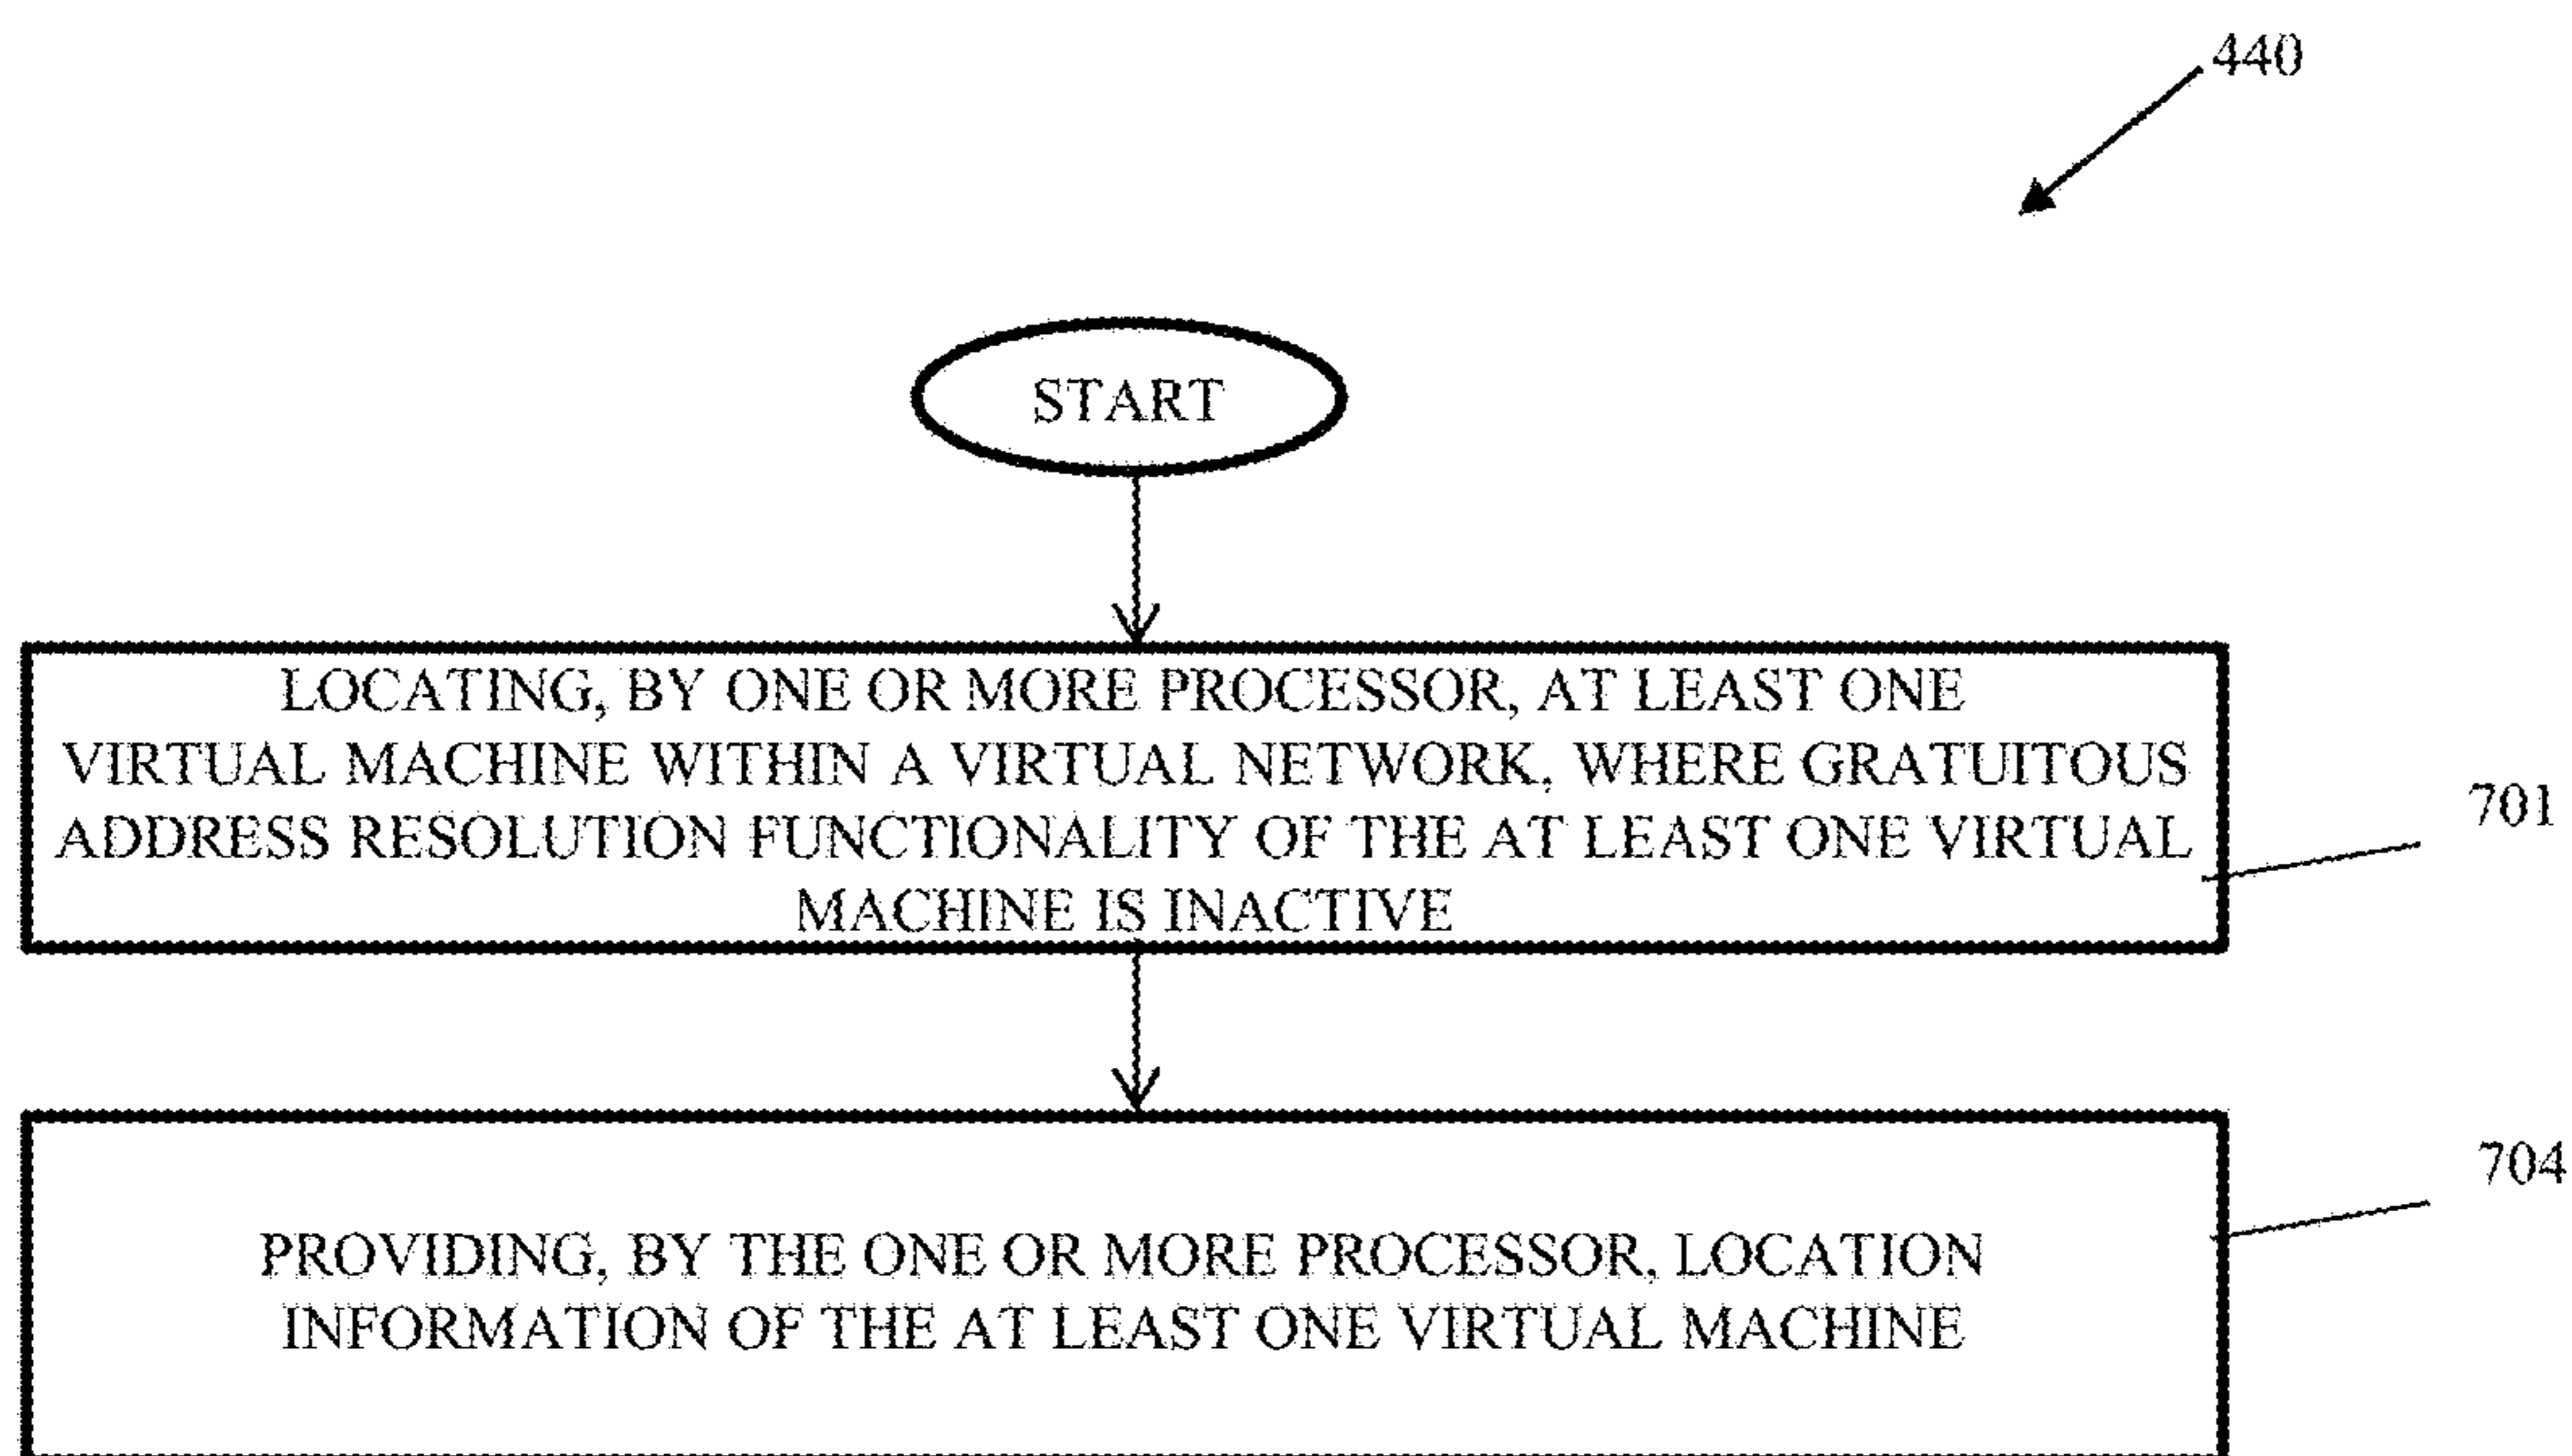 440
START
LOCATING, BY ONE OR MORE PROCESSOR, AT LEAST ONE
VIRTUAL MACHINE WITHIN A VIRTUAL NETWORK, WHERE GRATUITOUS
ADDRESS RESOLUTION FUNCTIONALITY OF THE AT LEAST ONE VIRTUAL
MACHINE IS INACTIVE
701
PROVIDING, BY THE ONE OR MORE PROCESSOR, LOCATION
INFORMATION OF THE AT LEAST ONE VIRTUAL MACHINE
704